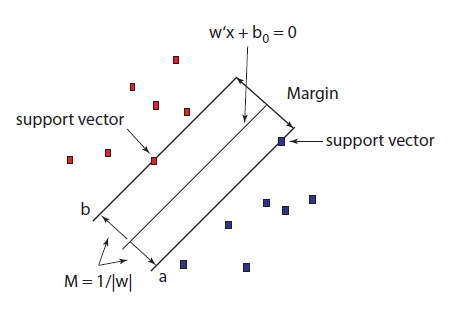 w'x + b₀ = 0
Margin
support vector
support vector
b
M = 1/|w|
a